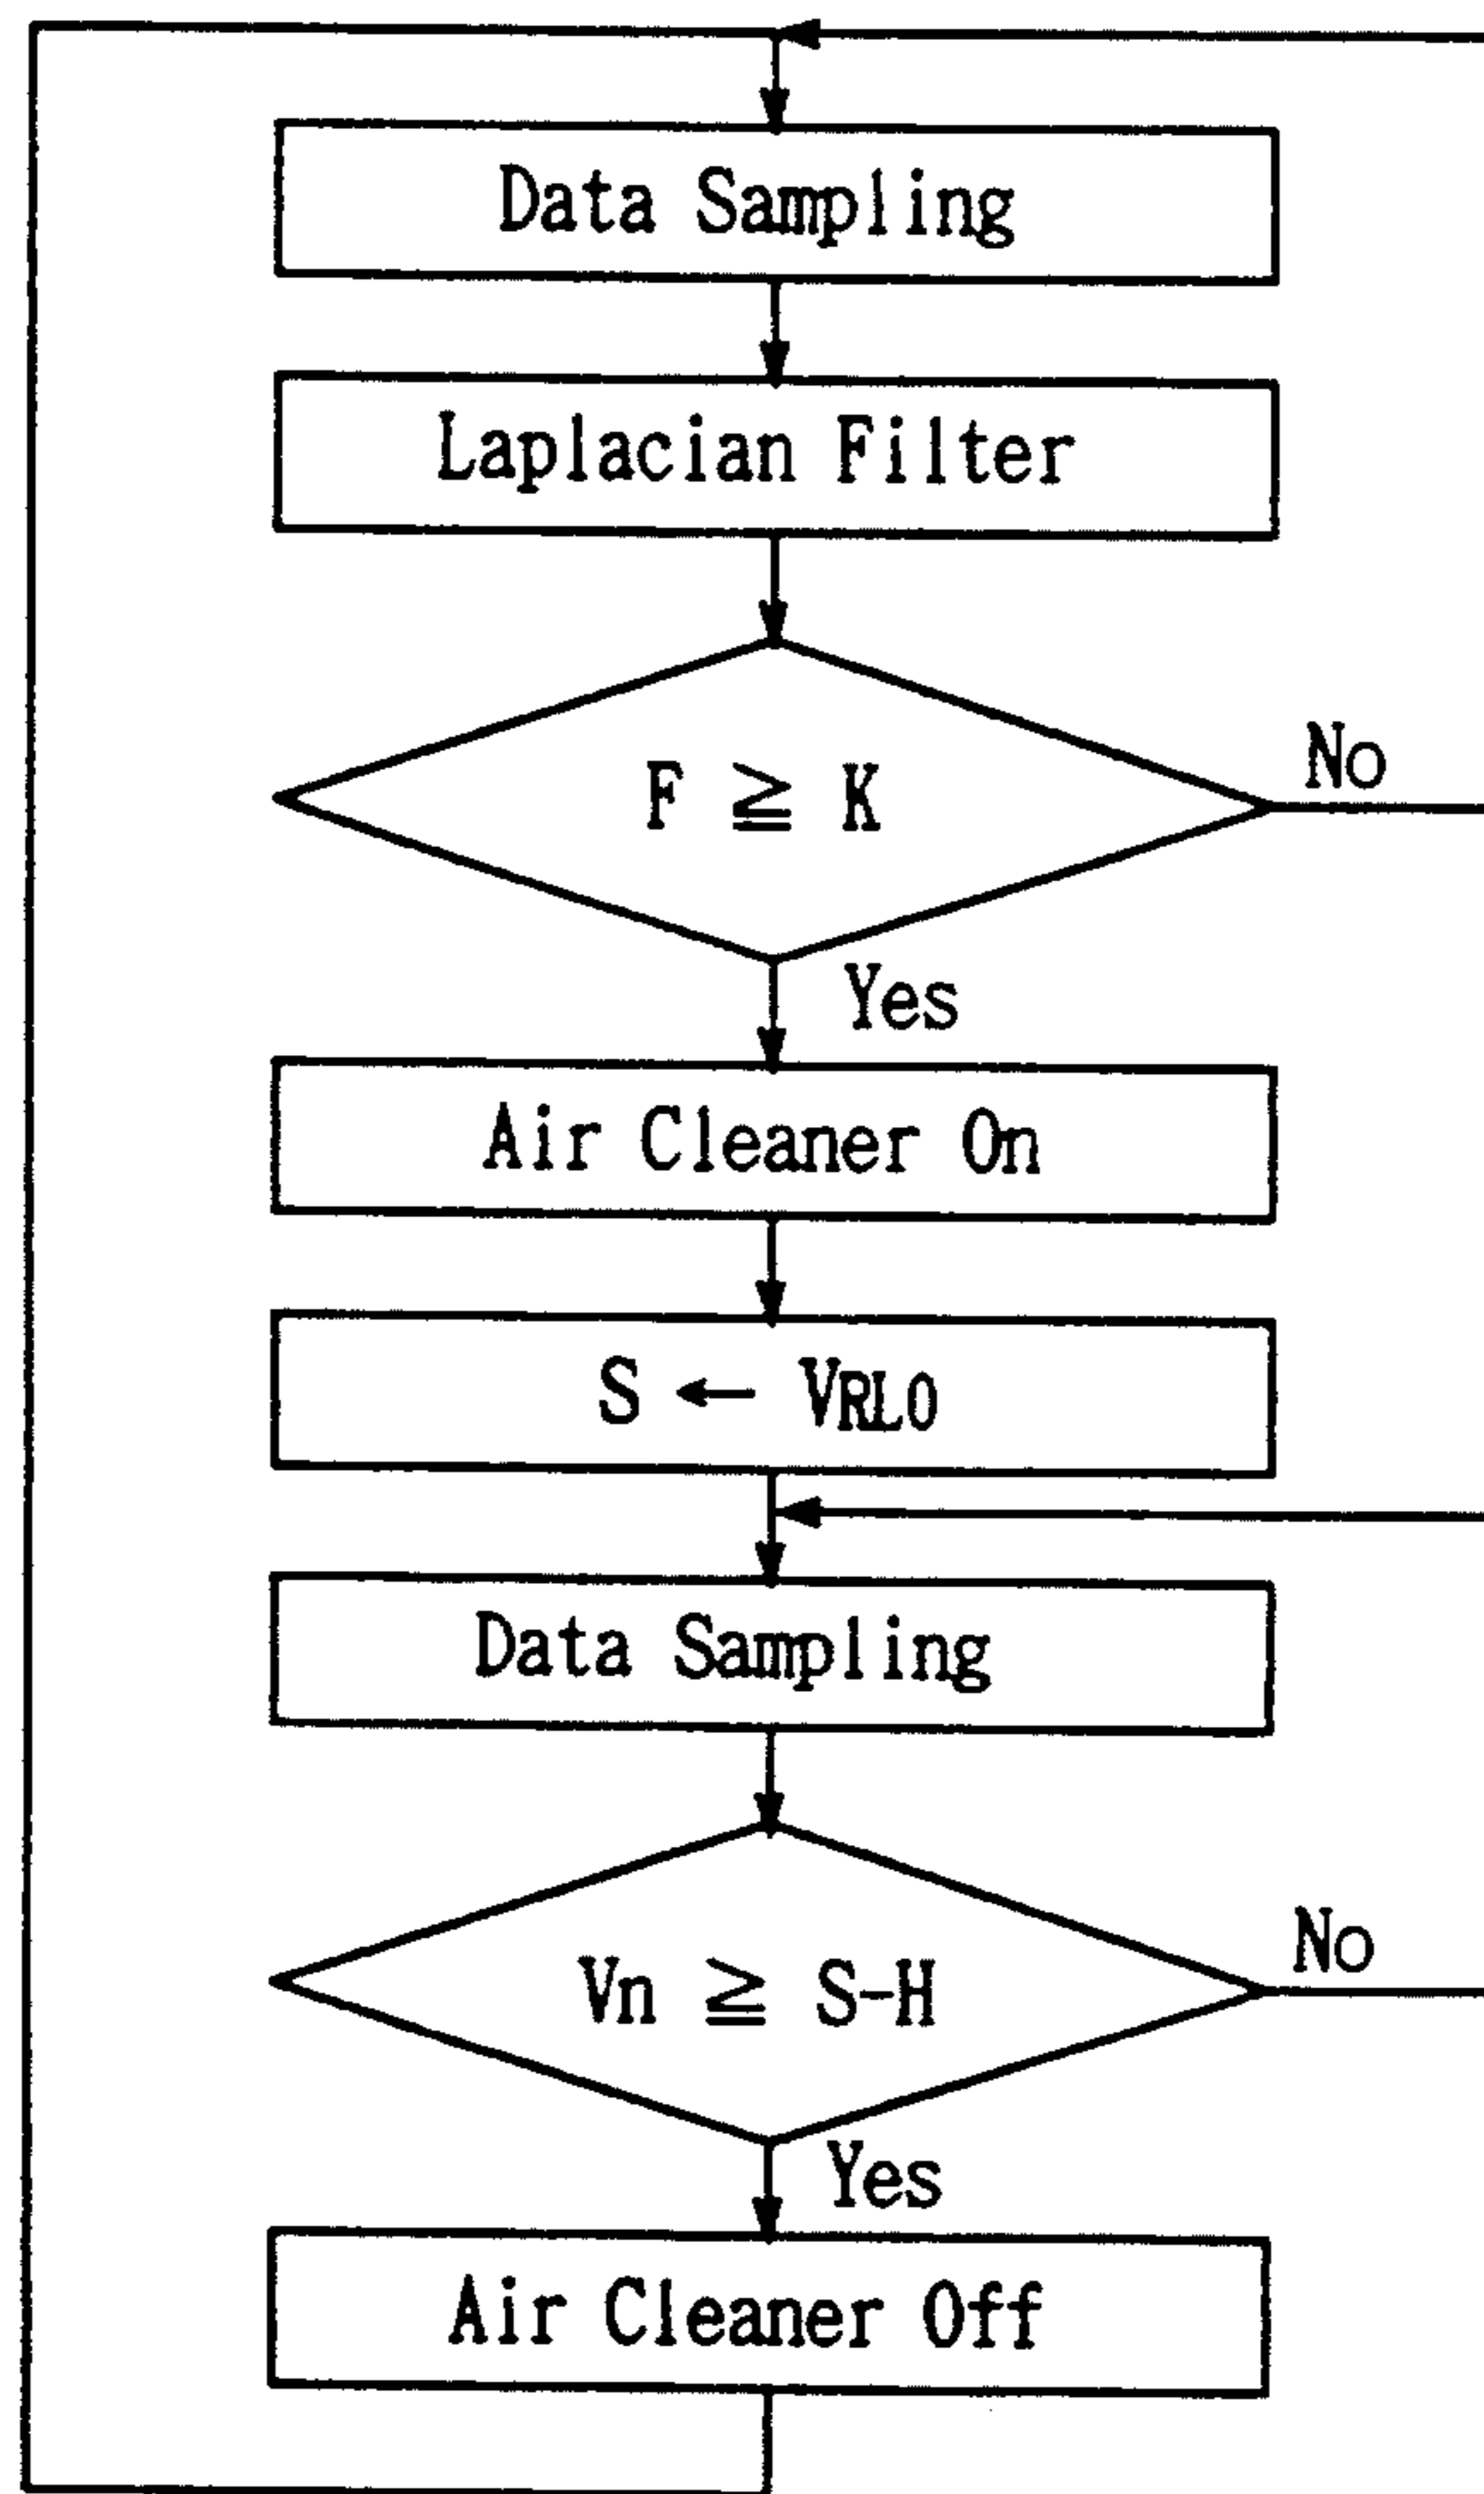 Data Sampling
Laplacian Filter
F ≧ K
No
Yes
Air Cleaner On
S ← VRL0
Data Sampling
Vn ≧ S-H
No
Yes
Air Cleaner Off